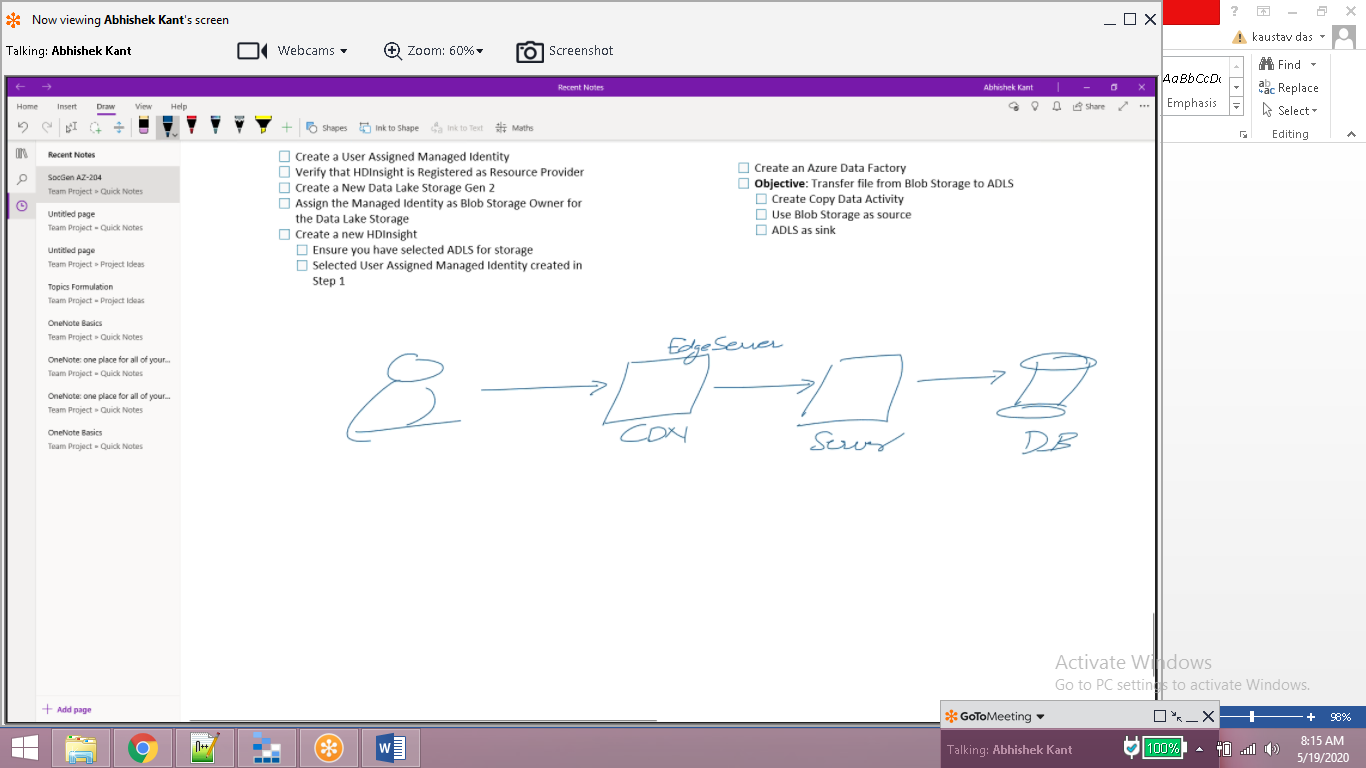 Now viewing Abhishek Kant's screen
Talking: Abhishek Kant
Webcams
Zoom: 60%
Screenshot
kaustav das
Find
Replace
Select
Editing
AaBbCcDc
Emphasis
Recent Notes
Abhishek Kant
Home Insert Draw View Help
Share
Shapes
Ink to Shape
Ink to Text
Maths
Recent Notes
SocGen AZ-204
Team Project » Quick Notes
Untitled page
Team Project » Quick Notes
Untitled page
Team Project » Project Ideas
Topics Formulation
Team Project » Project Ideas
OneNote Basics
Team Project » Quick Notes
OneNote: one place for all of your...
Team Project » Quick Notes
OneNote: one place for all of your...
Team Project » Quick Notes
OneNote Basics
Team Project » Quick Notes
Add page
Create a User Assigned Managed Identity
Verify that HDInsight is Registered as Resource Provider
Create a New Data Lake Storage Gen 2
Assign the Managed Identity as Blob Storage Owner for
the Data Lake Storage
Create a new HDInsight
Ensure you have selected ADLS for storage
Selected User Assigned Managed Identity created in
Step 1
Create an Azure Data Factory
Objective: Transfer file from Blob Storage to ADLS
Create Copy Data Activity
Use Blob Storage as source
ADLS as sink
Edge Server
CDN
Server
DB
Activate Windows
Go to PC settings to activate Windows.
GoToMeeting
Talking: Abhishek Kant
98%
100%
8:15 AM
5/19/2020